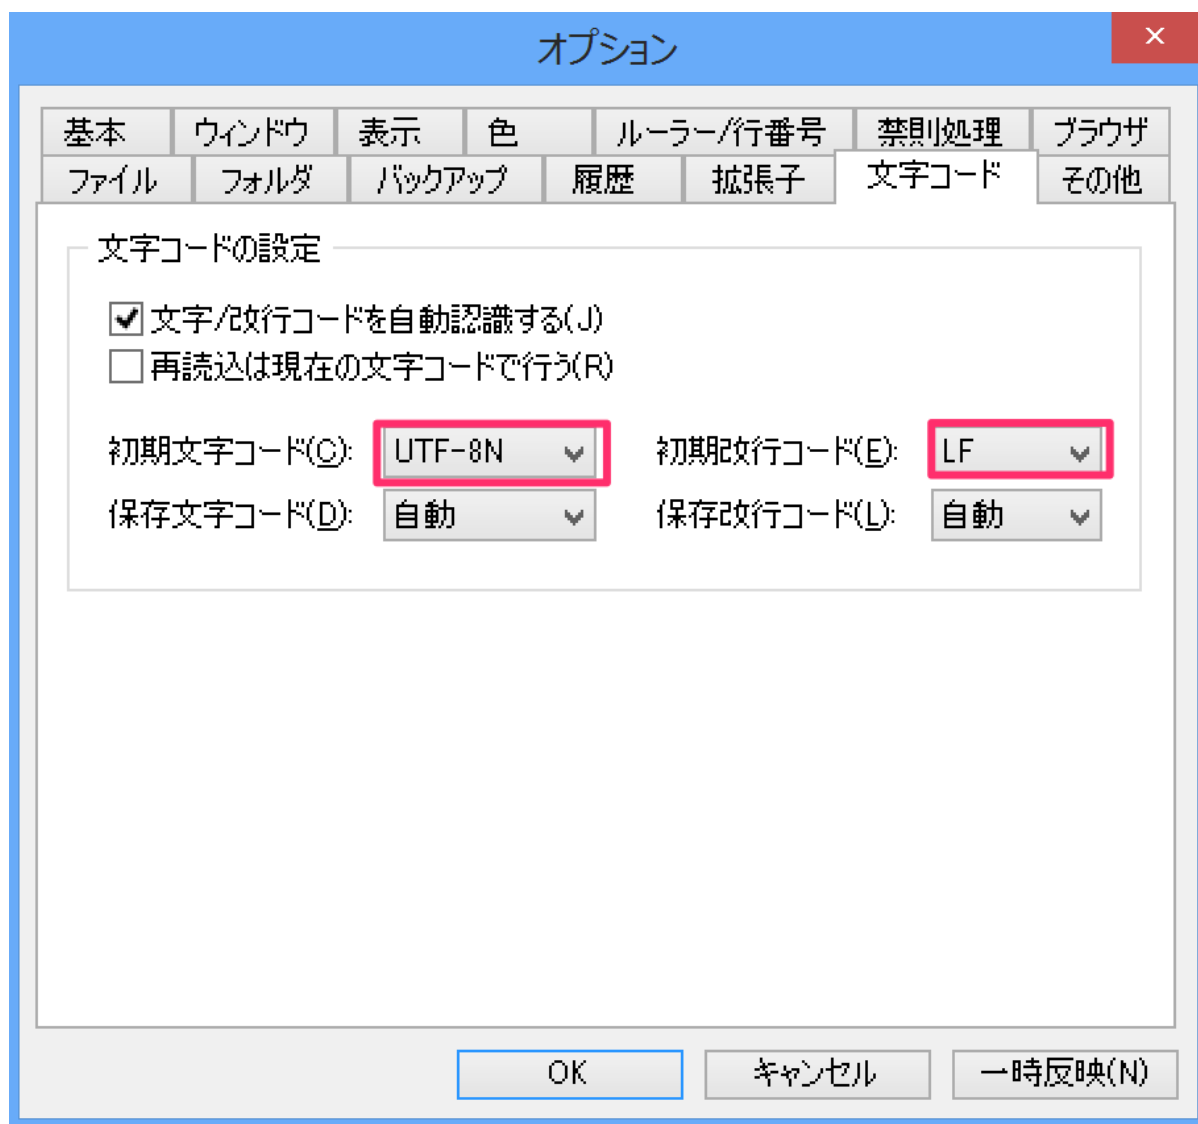 オプション
基本 ウィンドウ 表示 色 ルーラー/行番号 禁則処理 ブラウザ
ファイル フォルダ バックアップ 履歴 拡張子 文字コード その他
文字コードの設定
文字/改行コードを自動認識する(J)
再読込は現在の文字コードで行う(R)
初期文字コード(C): UTF-8N 初期改行コード(E): LF
保存文字コード(D): 自動 保存改行コード(L): 自動
OK キャンセル 一時反映(N)